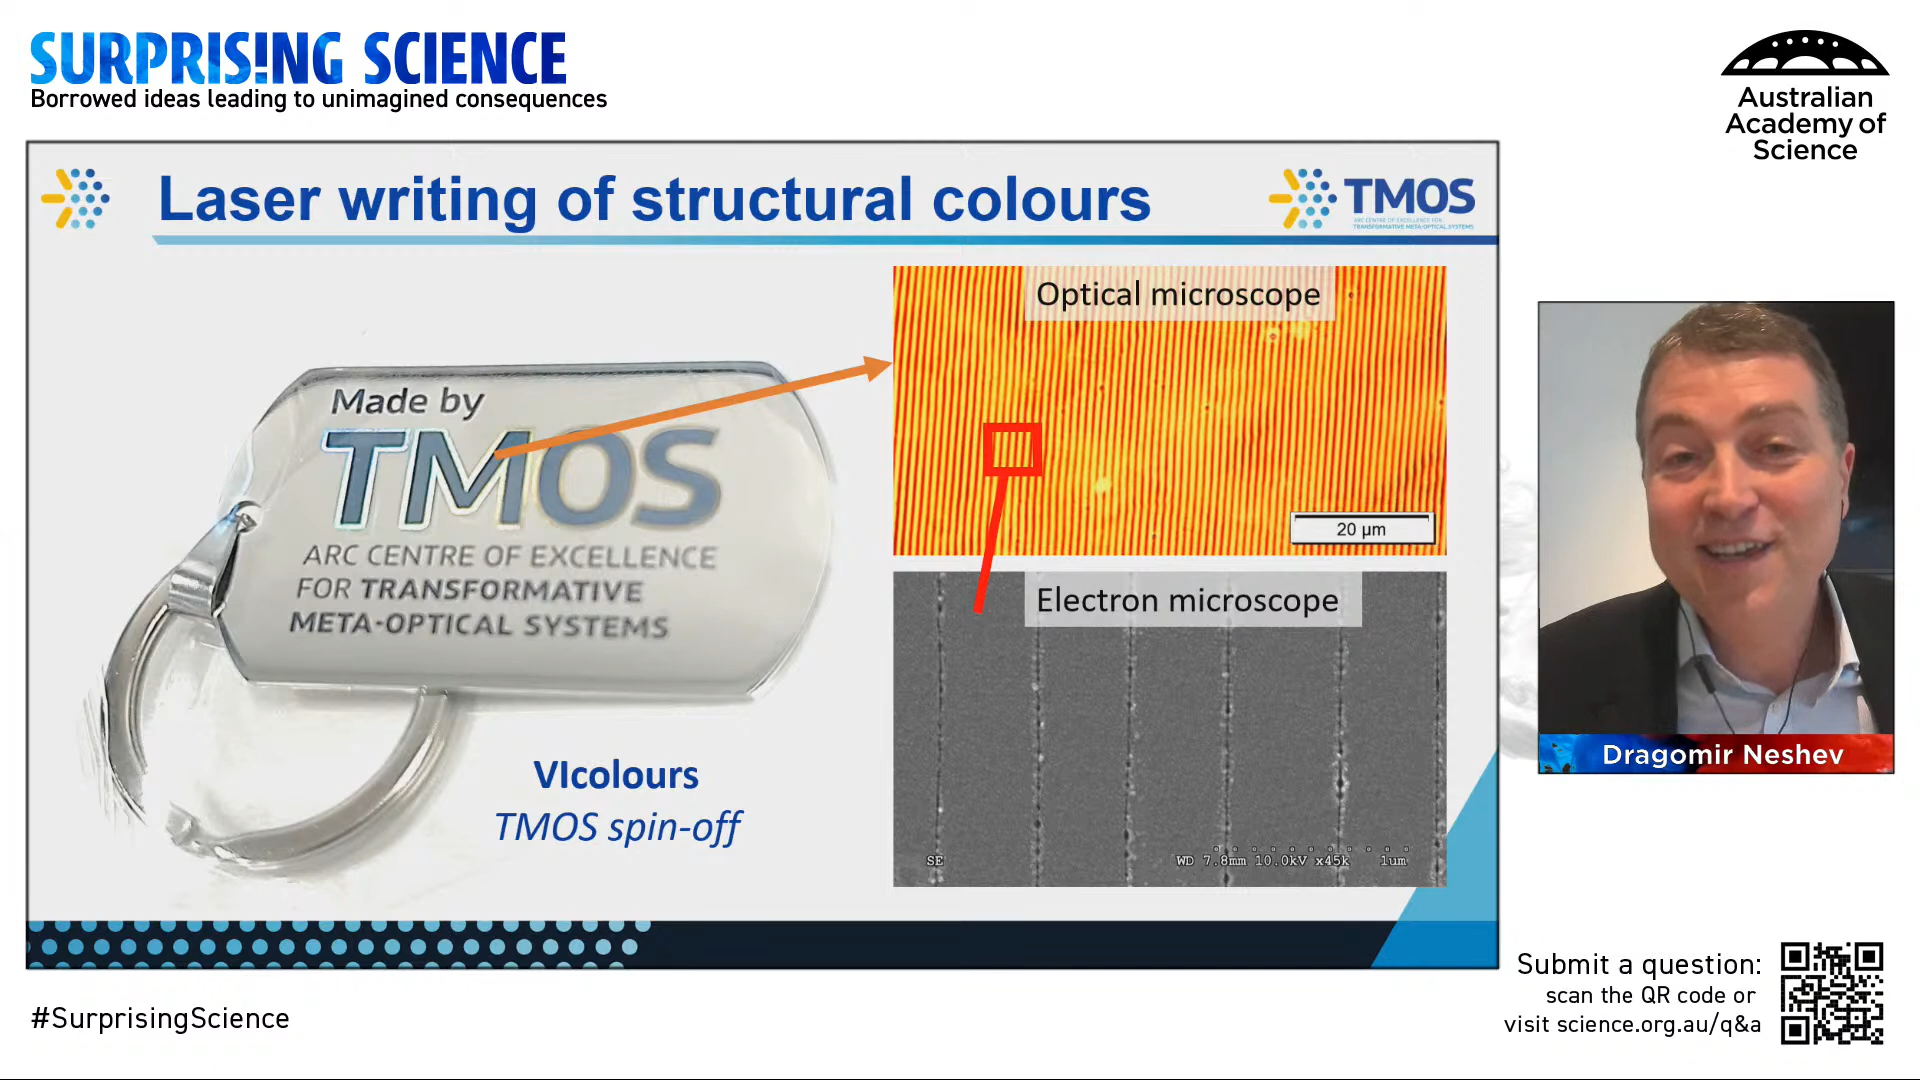 SURPRIS!NG SCIENCE
Borrowed ideas leading to unimagined consequences
Australian
Academy of
Science
Laser writing of structural colours
TMOS
ARC CENTRE OF EXCELLENCE FOR
TRANSFORMATIVE META-OPTICAL SYSTEMS
Made by
TMOS
ARC CENTRE OF EXCELLENCE
FOR TRANSFORMATIVE
META-OPTICAL SYSTEMS
VIcolours
TMOS spin-off
Optical microscope
20 µm
Electron microscope
SE
WD 7.8mm 10.0kV x45k 1um
Dragomir Neshev
#SurprisingScience
Submit a question:
scan the QR code or
visit science.org.au/q&a